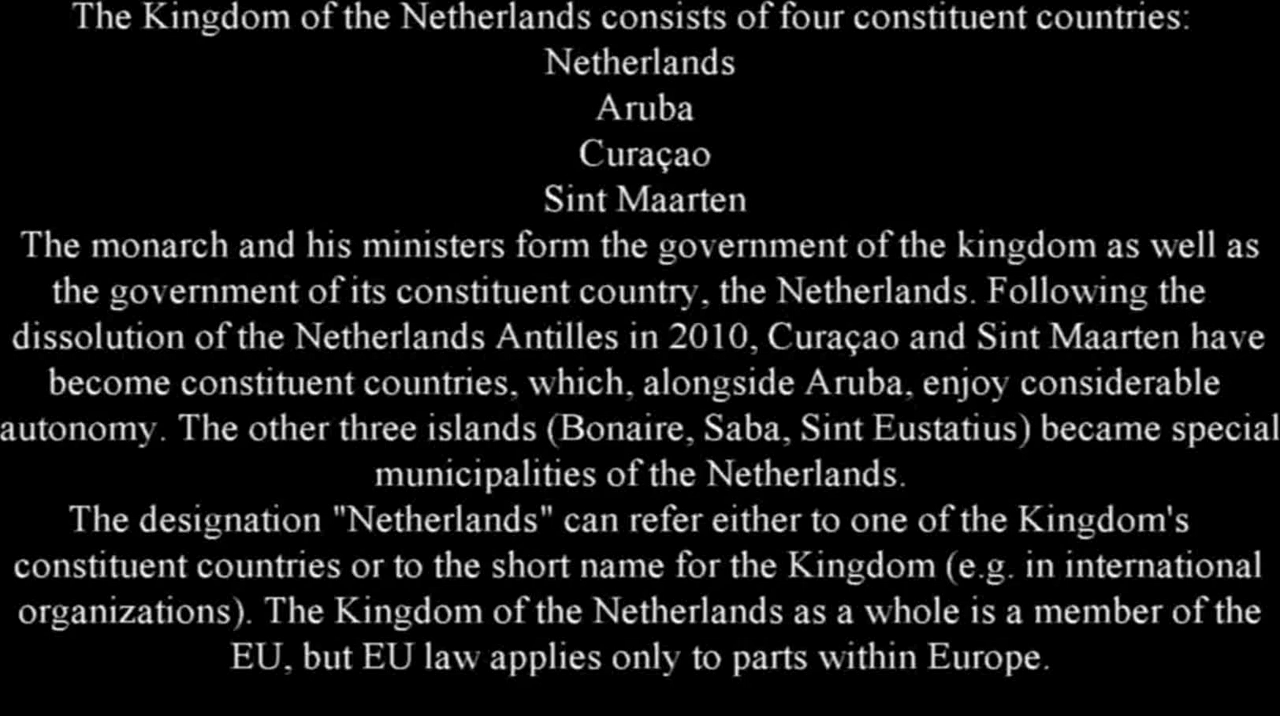 The Kingdom of the Netherlands consists of four constituent countries:
Netherlands
Aruba
Curaçao
Sint Maarten
The monarch and his ministers form the government of the kingdom as well as
the government of its constituent country, the Netherlands. Following the
dissolution of the Netherlands Antilles in 2010, Curaçao and Sint Maarten have
become constituent countries, which, alongside Aruba, enjoy considerable
autonomy. The other three islands (Bonaire, Saba, Sint Eustatius) became special
municipalities of the Netherlands.
The designation "Netherlands" can refer either to one of the Kingdom's
constituent countries or to the short name for the Kingdom (e.g. in international
organizations). The Kingdom of the Netherlands as a whole is a member of the
EU, but EU law applies only to parts within Europe.